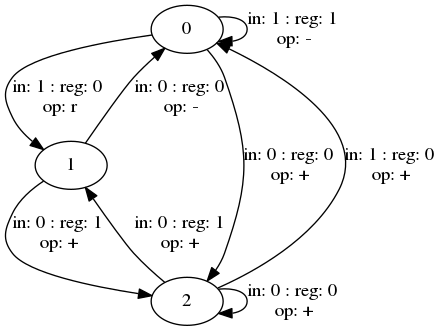 0
in: 1 : reg: 1
op: -
in: 1 : reg: 0
op: r
in: 0 : reg: 0
op: -
1
in: 0 : reg: 0
op: +
in: 1 : reg: 0
op: +
in: 0 : reg: 1
op: +
in: 0 : reg: 1
op: +
2
in: 0 : reg: 0
op: +